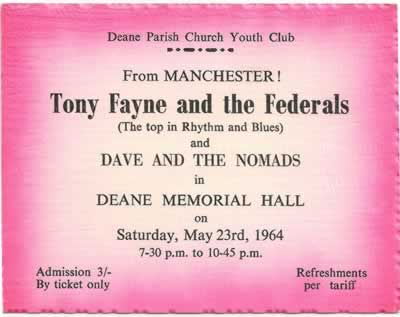 Deane Parish Church Youth Club
From MANCHESTER !
Tony Fayne and the Federals
(The top in Rhythm and Blues)
and
DAVE AND THE NOMADS
in
DEANE MEMORIAL HALL
on
Saturday, May 23rd, 1964
7-30 p.m. to 10-45 p.m.
Admission 3/-
By ticket only
Refreshments
per tariff